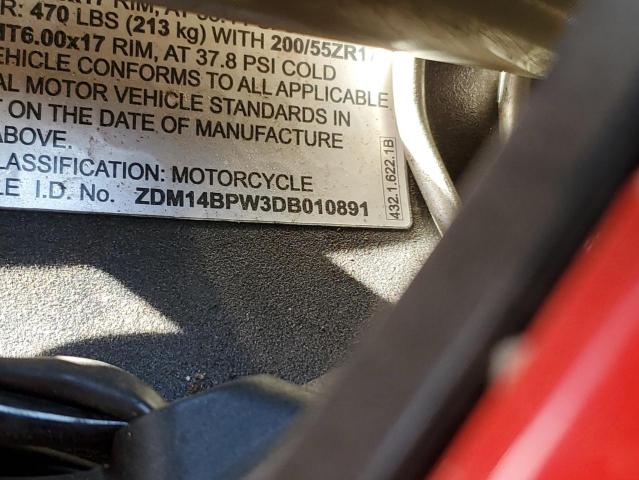 R: 470 LBS (213 kg) WITH 200/55ZR17
MT6.00x17 RIM, AT 37.8 PSI COLD
EHICLE CONFORMS TO ALL APPLICABLE
AL MOTOR VEHICLE STANDARDS IN
T ON THE DATE OF MANUFACTURE
ABOVE.
LASSIFICATION: MOTORCYCLE
LE I.D. No. ZDM14BPW3DB010891
432.1.622.1B